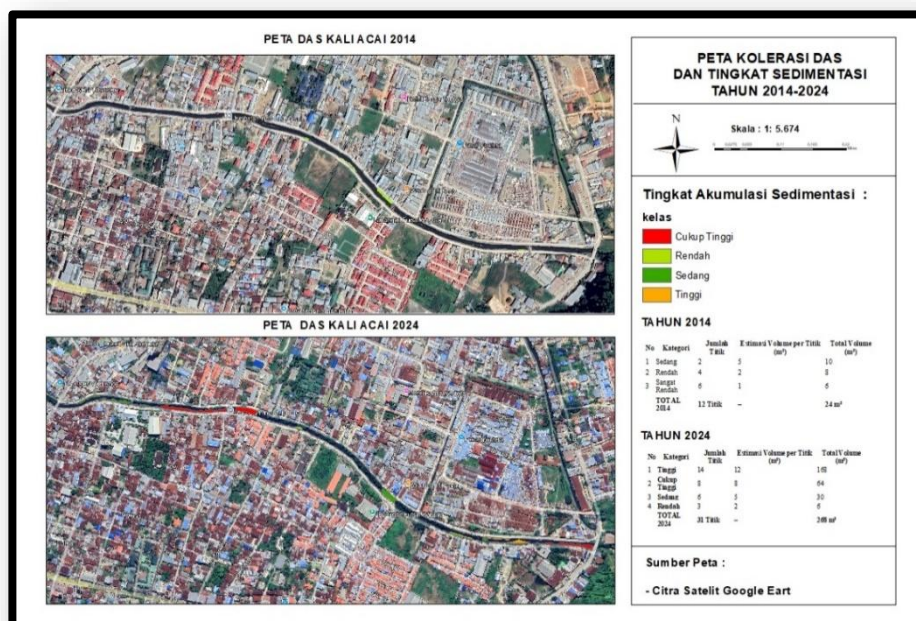 PETA DAS KALI ACAI 2014
PETA DAS KALI ACAI 2024
PETA KOLERASI DAS
DAN TINGKAT SEDIMENTASI
TAHUN 2014-2024
N
Skala : 1: 5.674
Tingkat Akumulasi Sedimentasi :
kelas
Cukup Tinggi
Rendah
Sedang
Tinggi
TAHUN 2014
No Kategori Jumlah Titik Estimasi Volume per Titik (m³) Total Volume (m³)
1 Sedang 2 5 10
2 Rendah 4 2 8
3 Sangat Rendah 6 1 6
TOTAL 2014 12 Titik – 24 m³
TAHUN 2024
No Kategori Jumlah Titik Estimasi Volume per Titik (m³) Total Volume (m³)
1 Tinggi 14 12 168
2 Cukup Tinggi 8 8 64
3 Sedang 6 5 30
4 Rendah 3 2 6
TOTAL 2024 31 Titik – 268 m³
Sumber Peta :
- Citra Satelit Google Eart